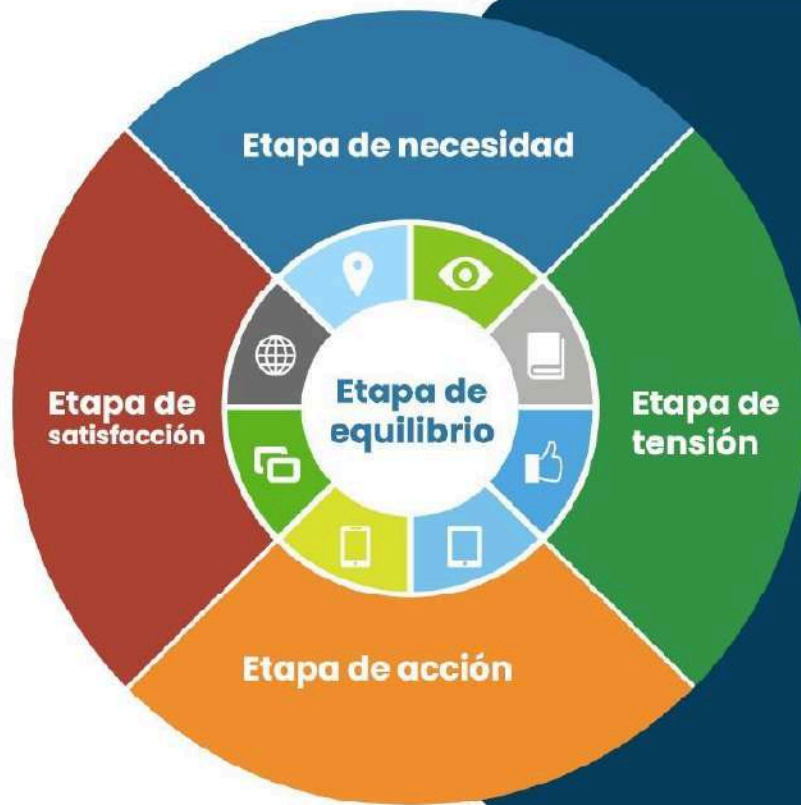 Etapa de necesidad
Etapa de
satisfacción
Etapa de
equilibrio
Etapa de
tensión
Etapa de acción